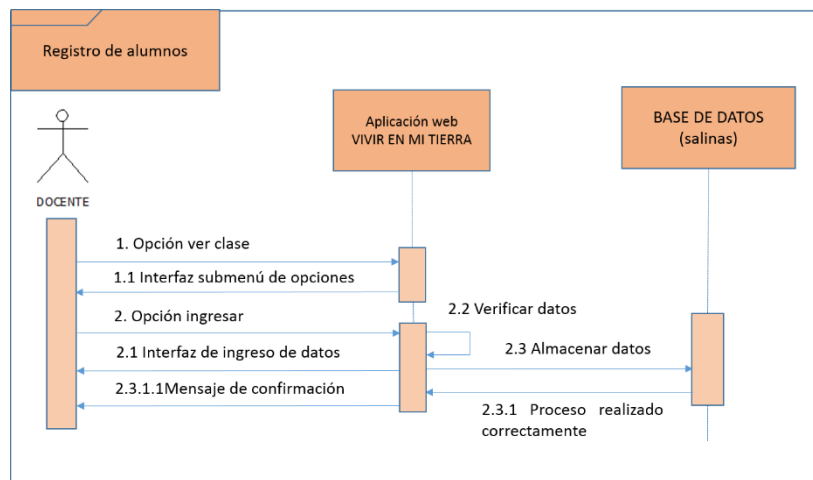 Registro de alumnos
Aplicación web
VIVIR EN MI TIERRA
BASE DE DATOS
(salinas)
DOCENTE
1. Opción ver clase
1.1 Interfaz submenú de opciones
2. Opción ingresar
2.2 Verificar datos
2.1 Interfaz de ingreso de datos
2.3 Almacenar datos
2.3.1.1Mensaje de confirmación
2.3.1 Proceso realizado
correctamente